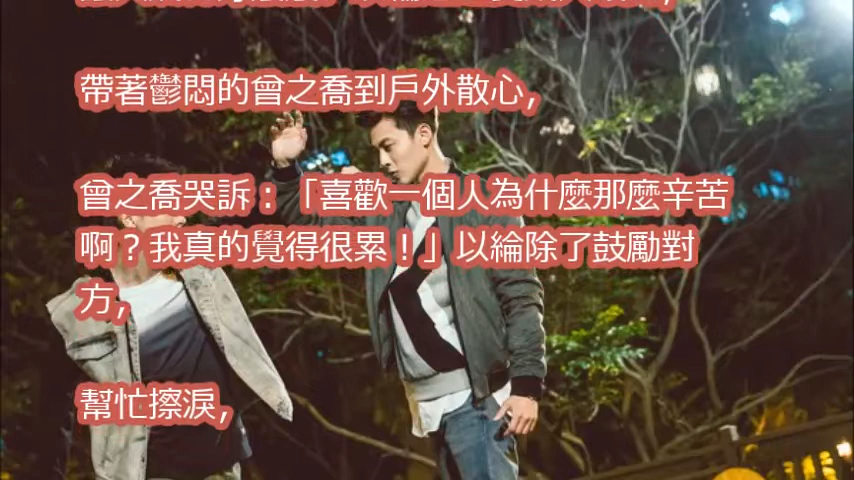 帶著鬱悶的曾之喬到戶外散心,
曾之喬哭訴：「喜歡一個人為什麼那麼辛苦
啊？我真的覺得很累！」以綸除了鼓勵對
方,
幫忙擦淚,